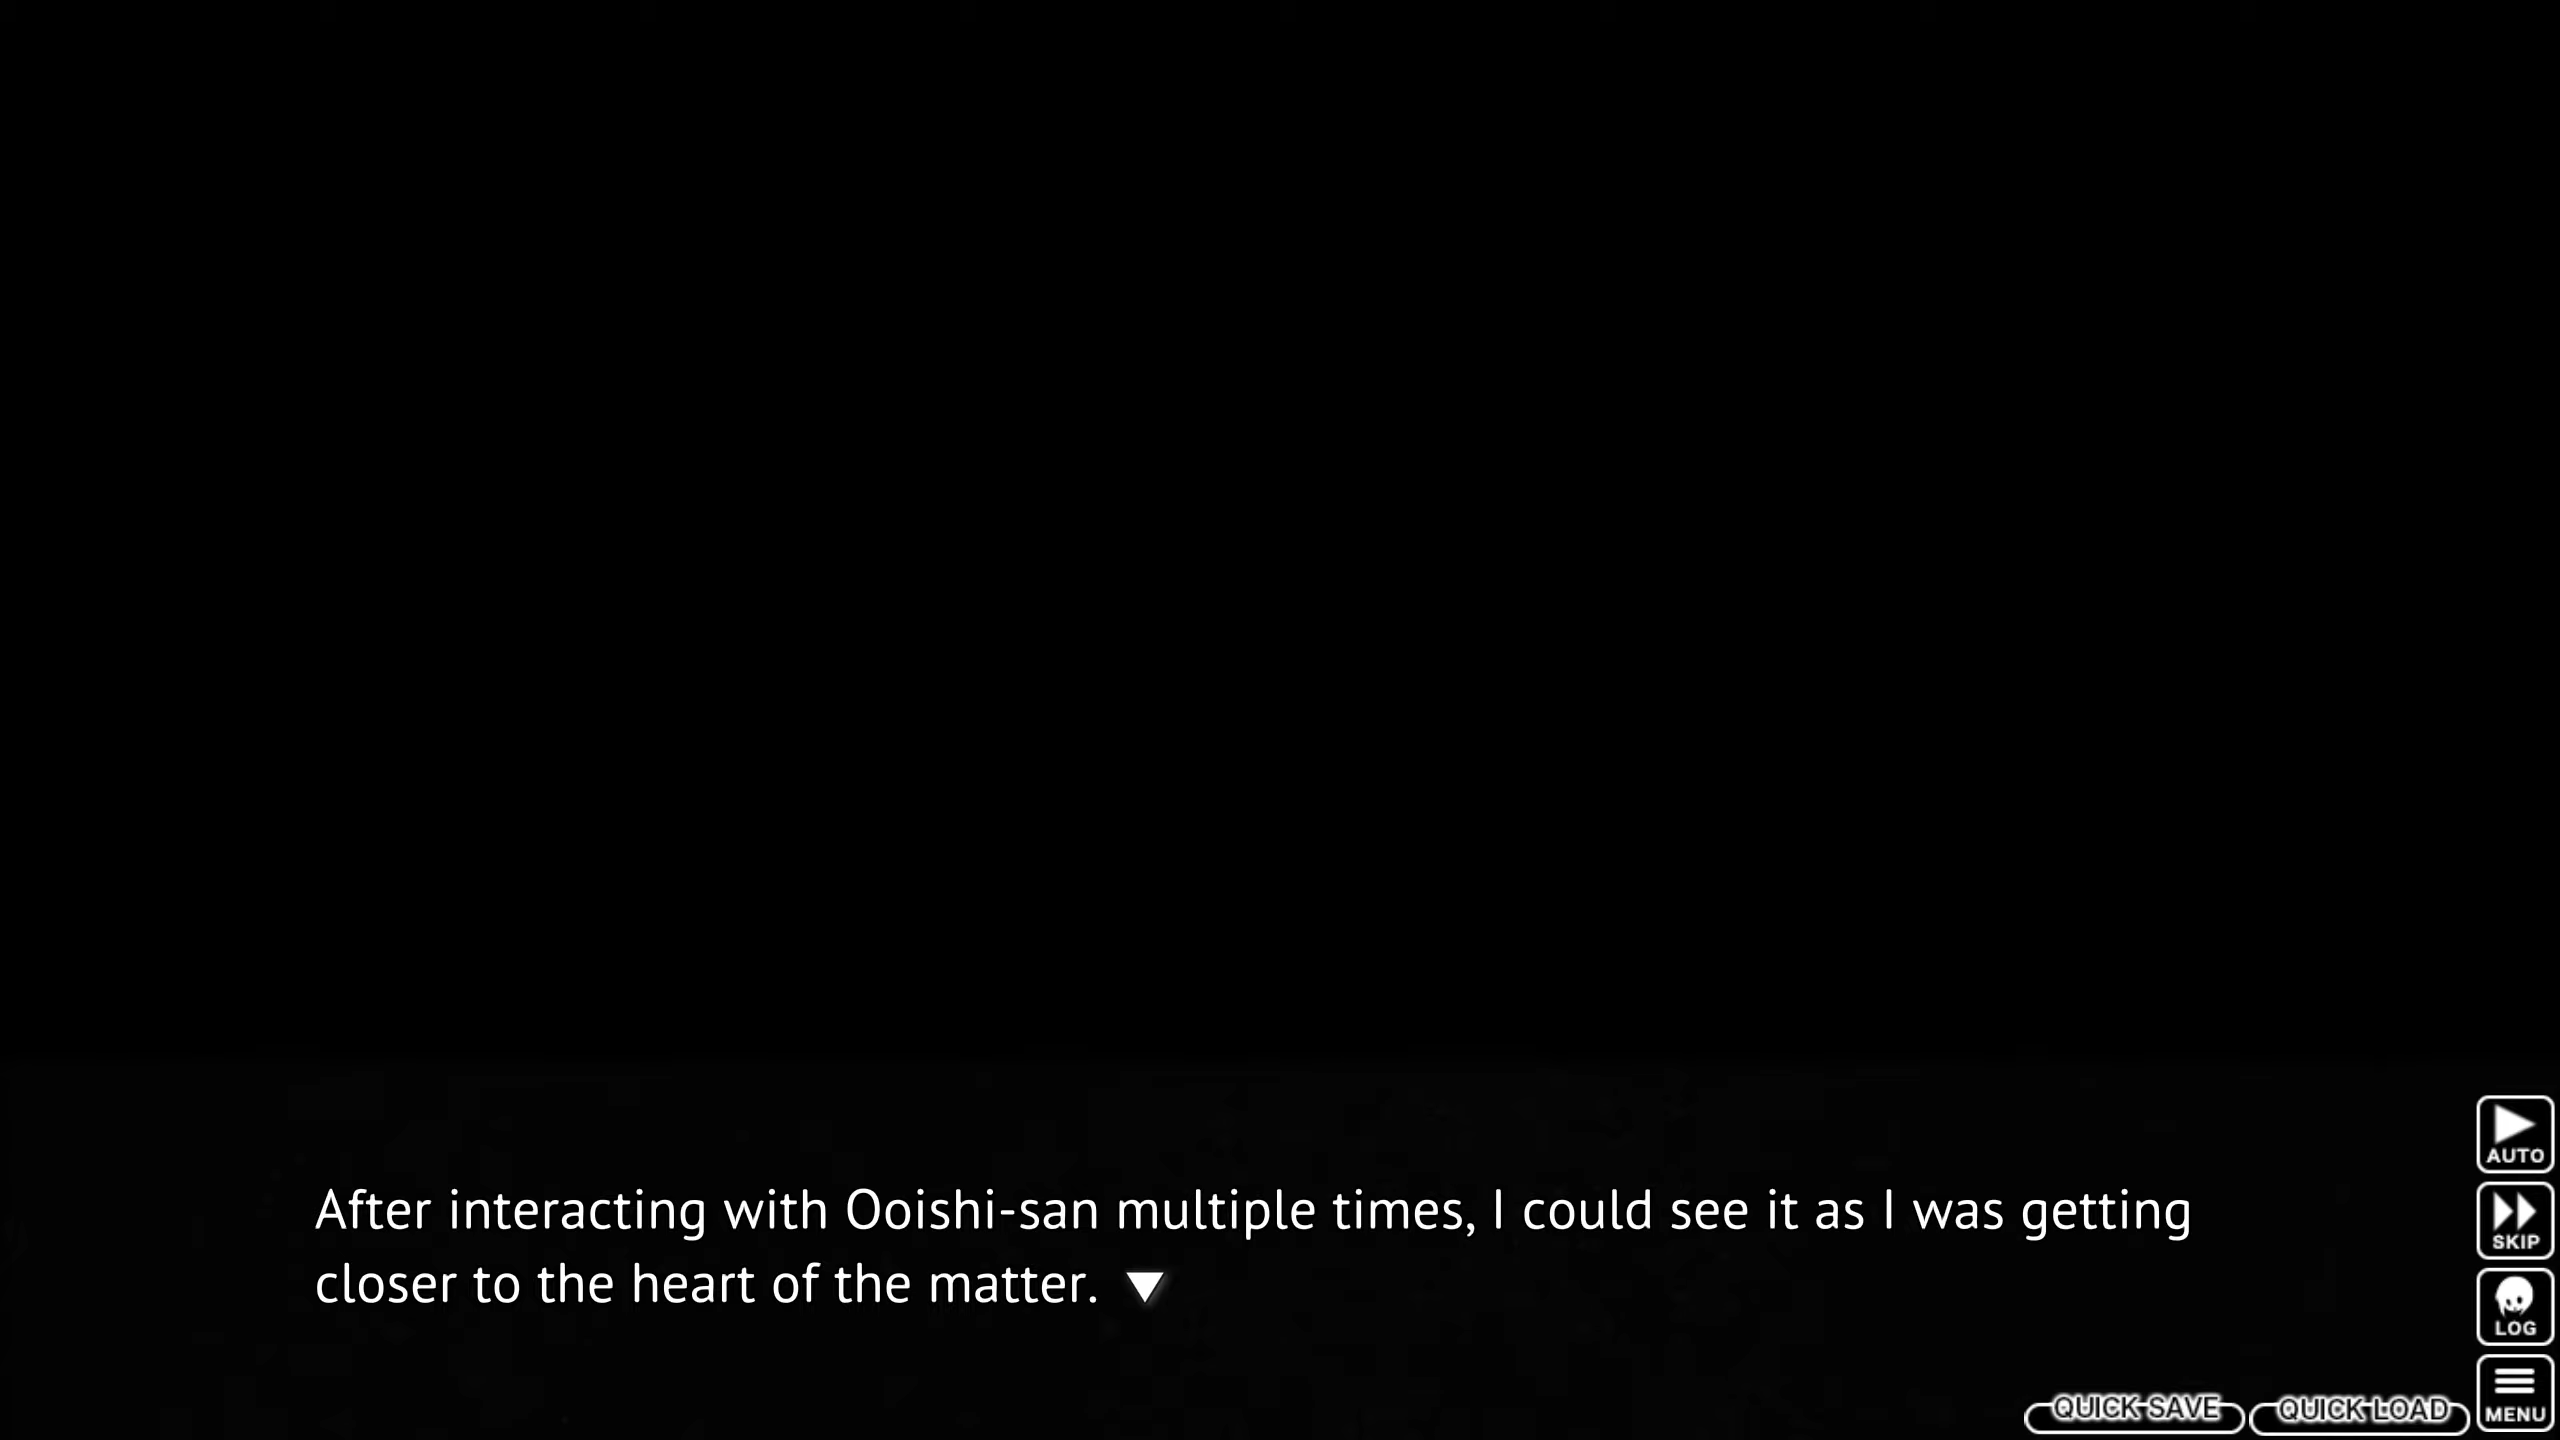 After interacting with Ooishi-san multiple times, I could see it as I was getting
closer to the heart of the matter.
AUTO
SKIP
LOG
MENU
QUICK SAVE
QUICK LOAD